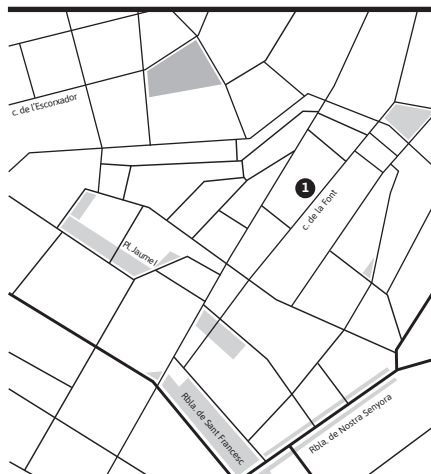 c. de l'Escorxador
1
c. de la Font
Pl. Jaume I
Rbla. de Sant Francesc
Rbla. de Nostra Senyora